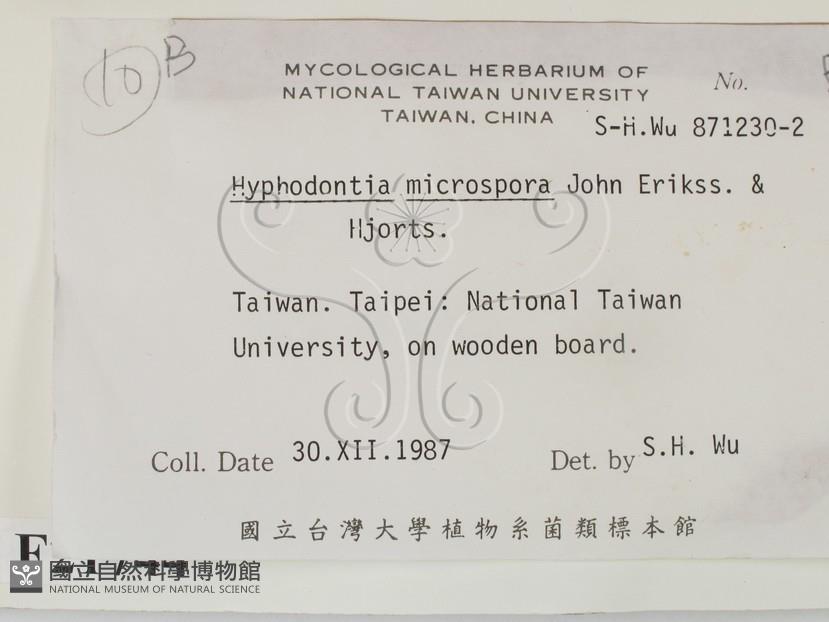 10 B
MYCOLOGICAL HERBARIUM OF
NATIONAL TAIWAN UNIVERSITY
TAIWAN, CHINA
No.
S-H.Wu 871230-2
Hyphodontia microspora John Erikss. &
Hjorts.
Taiwan. Taipei: National Taiwan
University, on wooden board.
Coll. Date 30.XII.1987
Det. by S.H. Wu
國立台灣大學植物系菌類標本館
國立自然科學博物館
NATIONAL MUSEUM OF NATURAL SCIENCE